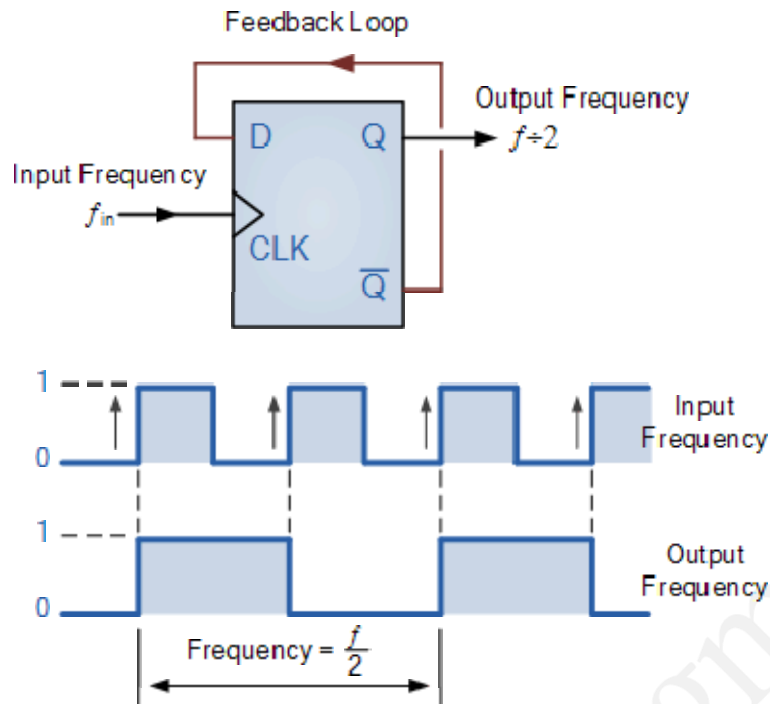 Feedback Loop
D
Q
Output Frequency
f÷2
Input Frequency
fin
CLK
Q̅
1
0
Input
Frequency
1
0
Output
Frequency
Frequency = f/2